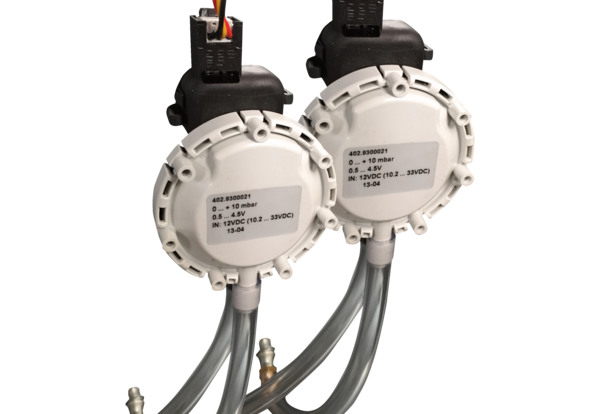 402.9300021
0 ... + 10 mbar
0.5 ... 4.5V
IN: 12VDC (10.2 ... 33VDC)
13-04
402.9300021
0 ... + 10 mbar
0.5 ... 4.5V
IN: 12VDC (10.2 ... 33VDC)
13-04